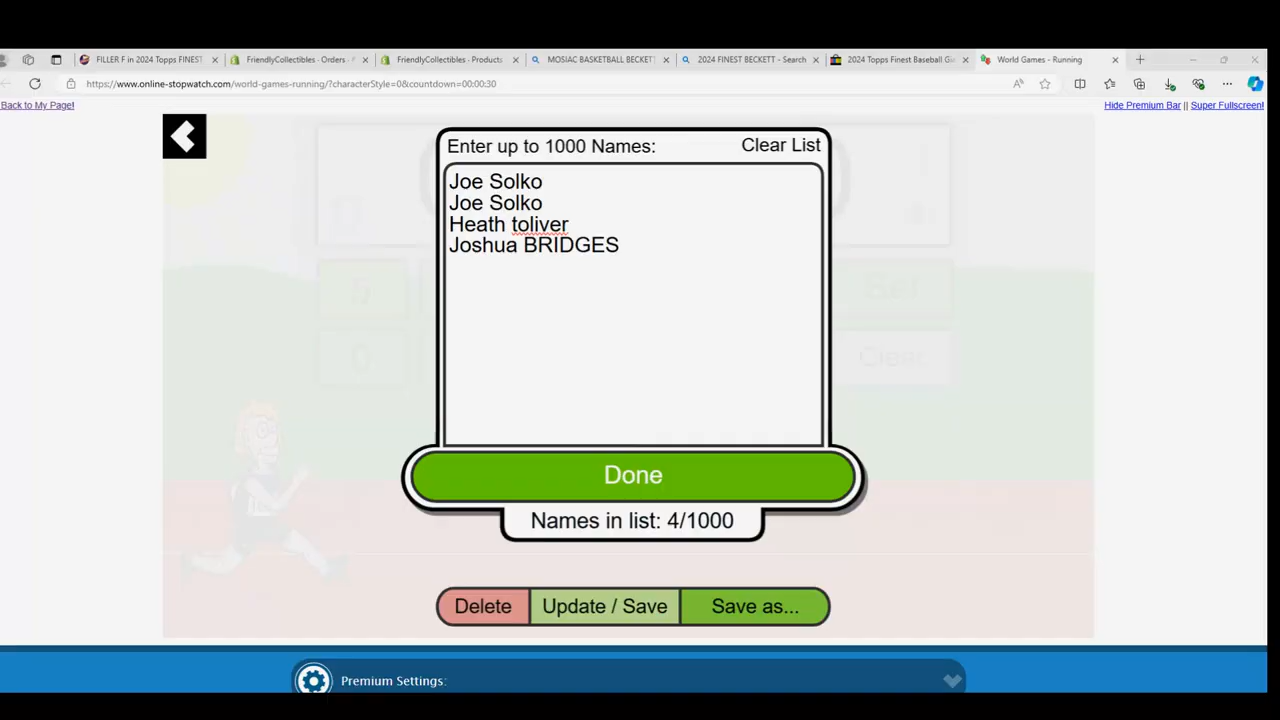 FILLER F in 2024 Topps FINEST
FriendlyCollectibles · Orders ·
FriendlyCollectibles · Products
MOSIAC BASKETBALL BECKETT
2024 FINEST BECKETT - Search
2024 Topps Finest Baseball Gu
World Games - Running
https://www.online-stopwatch.com/world-games-running/?characterStyle=0&countdown=00:00:30
Back to My Page!
Hide Premium Bar || Super Fullscreen!
Enter up to 1000 Names:
Clear List
Joe Solko
Joe Solko
Heath toliver
Joshua BRIDGES
Set
Clear
Done
Names in list: 4/1000
Delete
Update / Save
Save as...
Premium Settings: